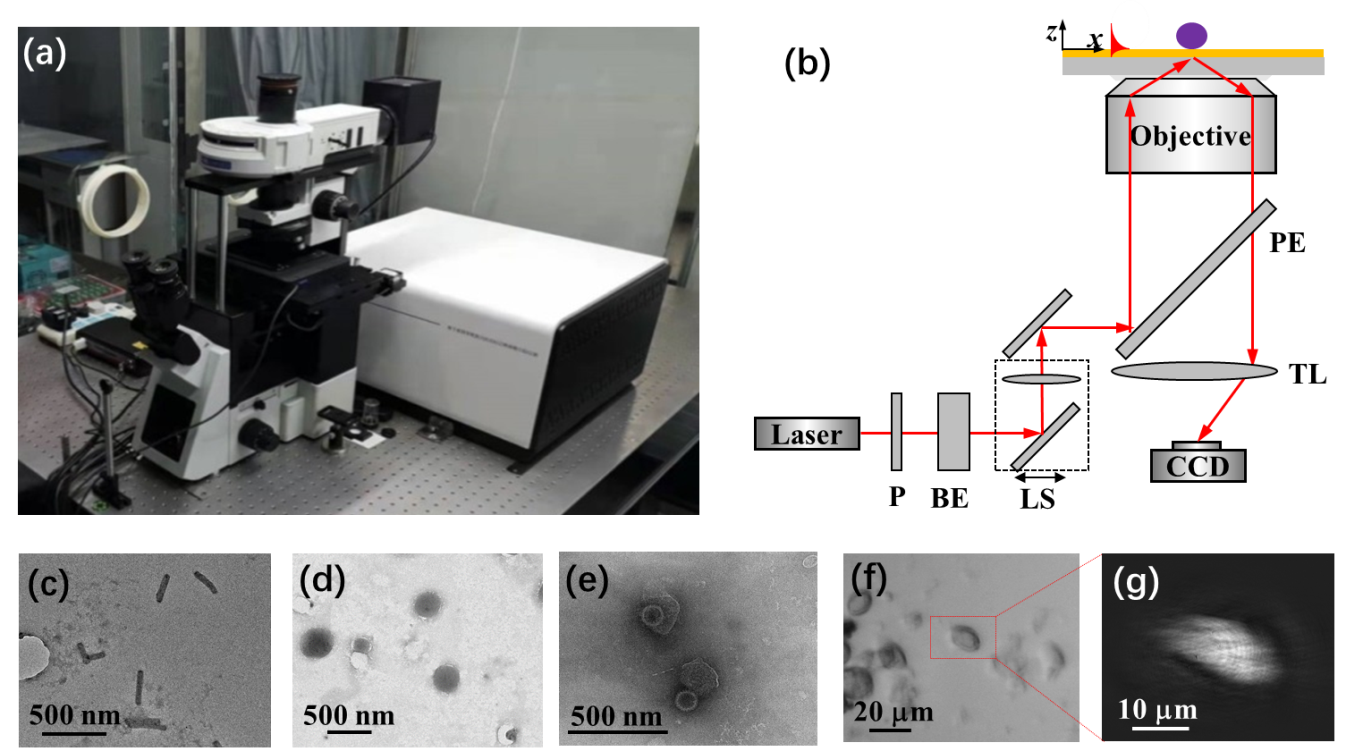 (a)
(b)
z
x
Objective
PE
TL
Laser
CCD
P
BE
LS
(c)
500 nm
(d)
500 nm
(e)
500 nm
(f)
20 μm
(g)
10 μm